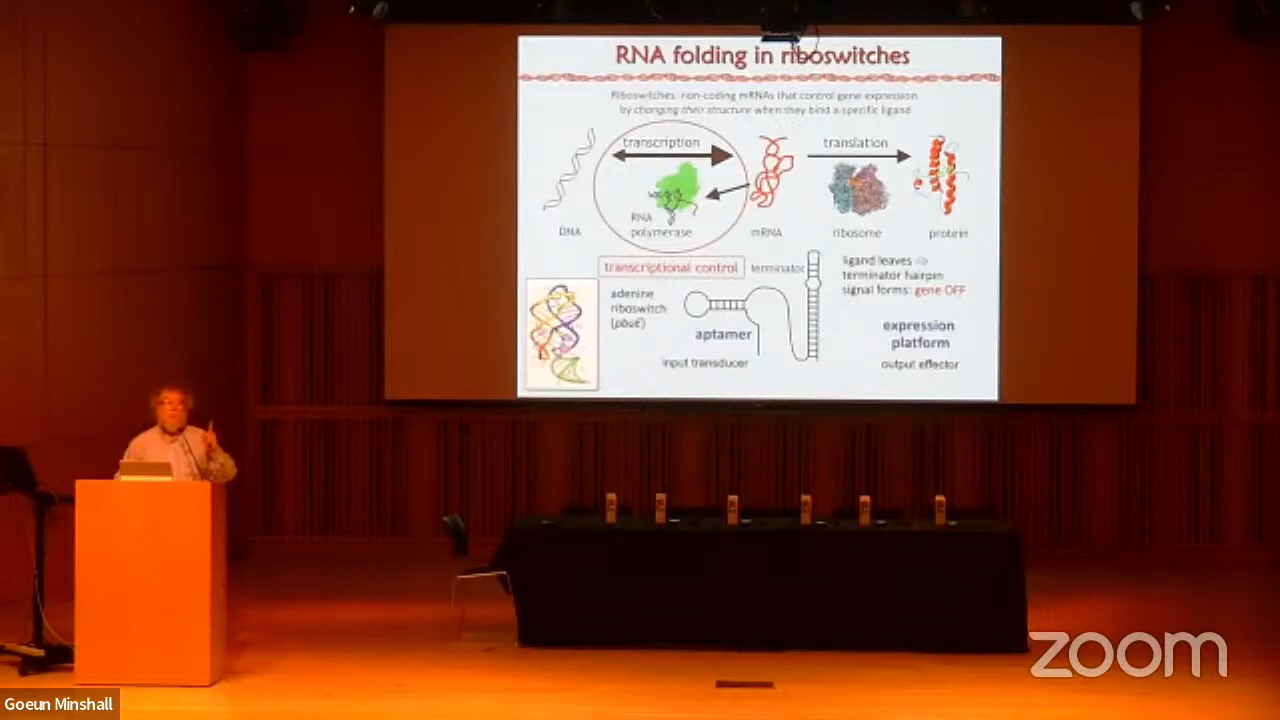 RNA folding in riboswitches
Riboswitches: non-coding mRNAs that control gene expression
by changing their structure when they bind a specific ligand
transcription
translation
RNA
polymerase
DNA
mRNA
ribosome
protein
transcriptional control
terminator
ligand leaves ⇨
terminator hairpin
signal forms: gene OFF
adenine
riboswitch
(pbuE)
aptamer
expression
platform
input transducer
output effector
zoom
Goeun Minshall